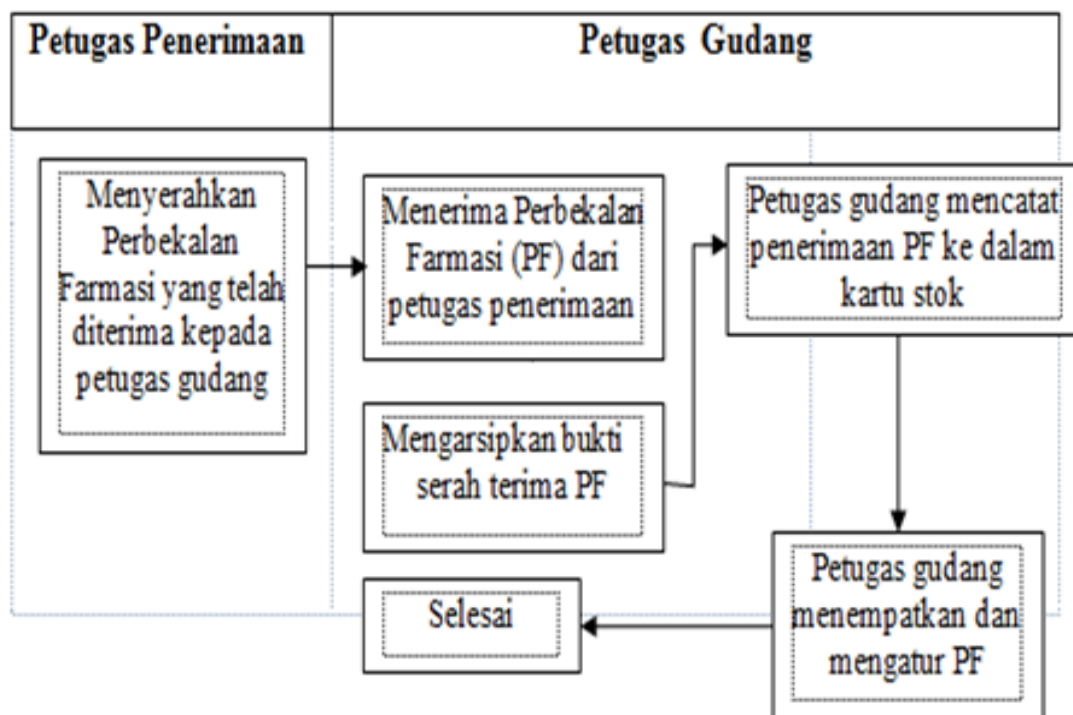 Petugas Penerimaan
Petugas Gudang
Menyerahkan
Perbekalan
Farmasi yang telah
diterima kepada
petugas gudang
Menerima Perbekalan
Farmasi (PF) dari
petugas penerimaan
Mengarsipkan bukti
serah terima PF
Petugas gudang mencatat
penerimaan PF ke dalam
kartu stok
Petugas gudang
menempatkan dan
mengatur PF
Selesai